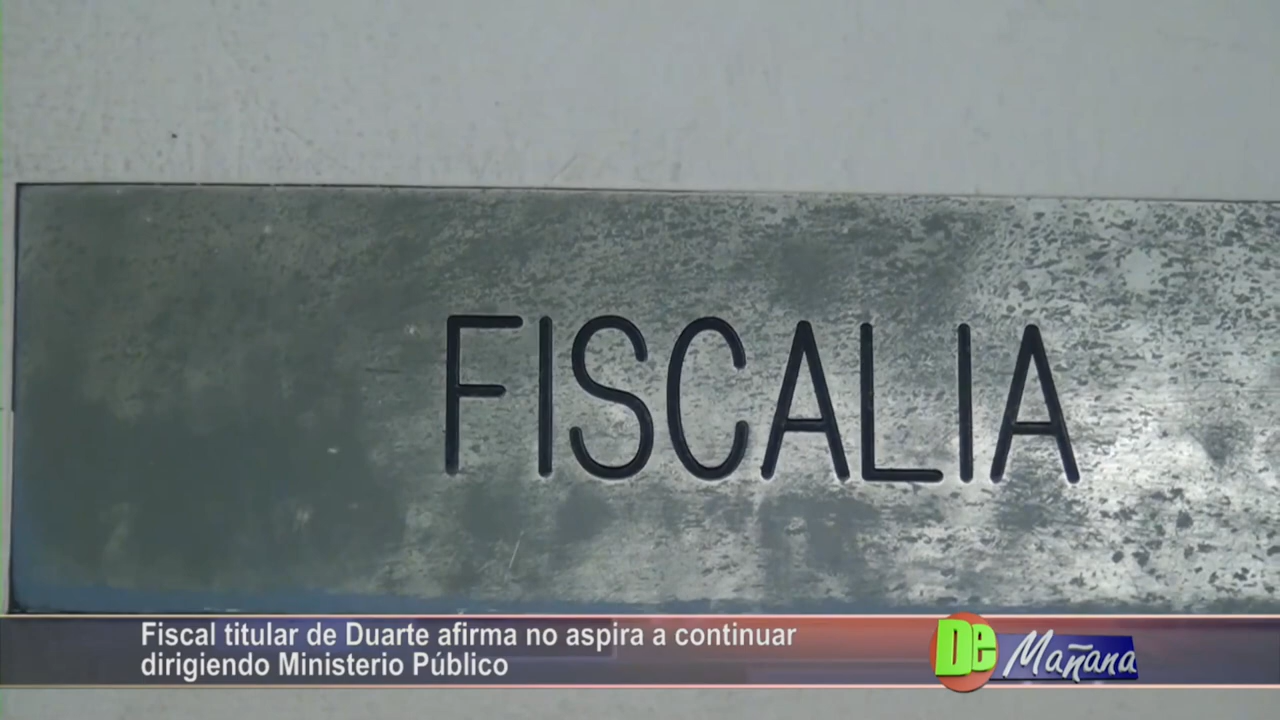 FISCALIA
Fiscal titular de Duarte afirma no aspira a continuar
dirigiendo Ministerio Público
De Mañana